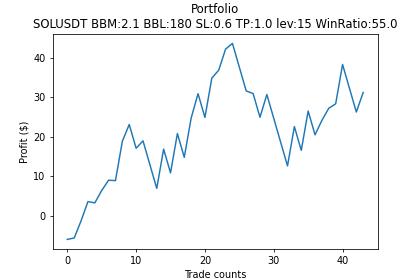 Portfolio
SOLUSDT BBM:2.1 BBL:180 SL:0.6 TP:1.0 lev:15 WinRatio:55.0
40
30
20
10
0
Profit ($)
0 10 20 30 40
Trade counts